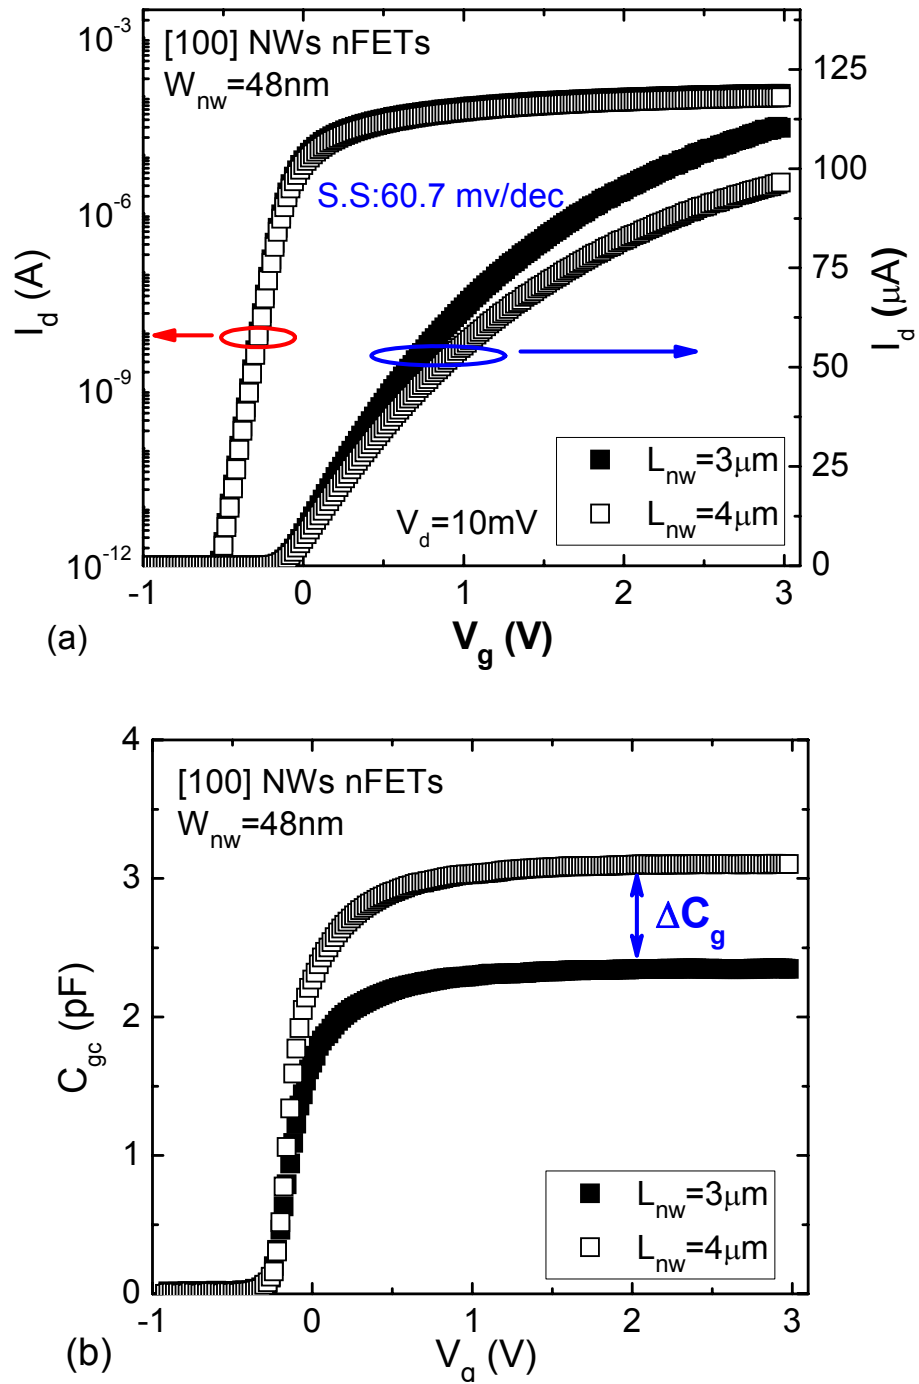 [100] NWs nFETs
W_nw=48nm
S.S:60.7 mv/dec
V_d=10mV
L_nw=3μm
L_nw=4μm
10^-3
10^-6
10^-9
10^-12
I_d (A)
125
100
75
50
25
0
I_d (μA)
-1 0 1 2 3
V_g (V)
(a)
[100] NWs nFETs
W_nw=48nm
ΔC_g
L_nw=3μm
L_nw=4μm
4
3
2
1
0
C_gc (pF)
-1 0 1 2 3
V_g (V)
(b)